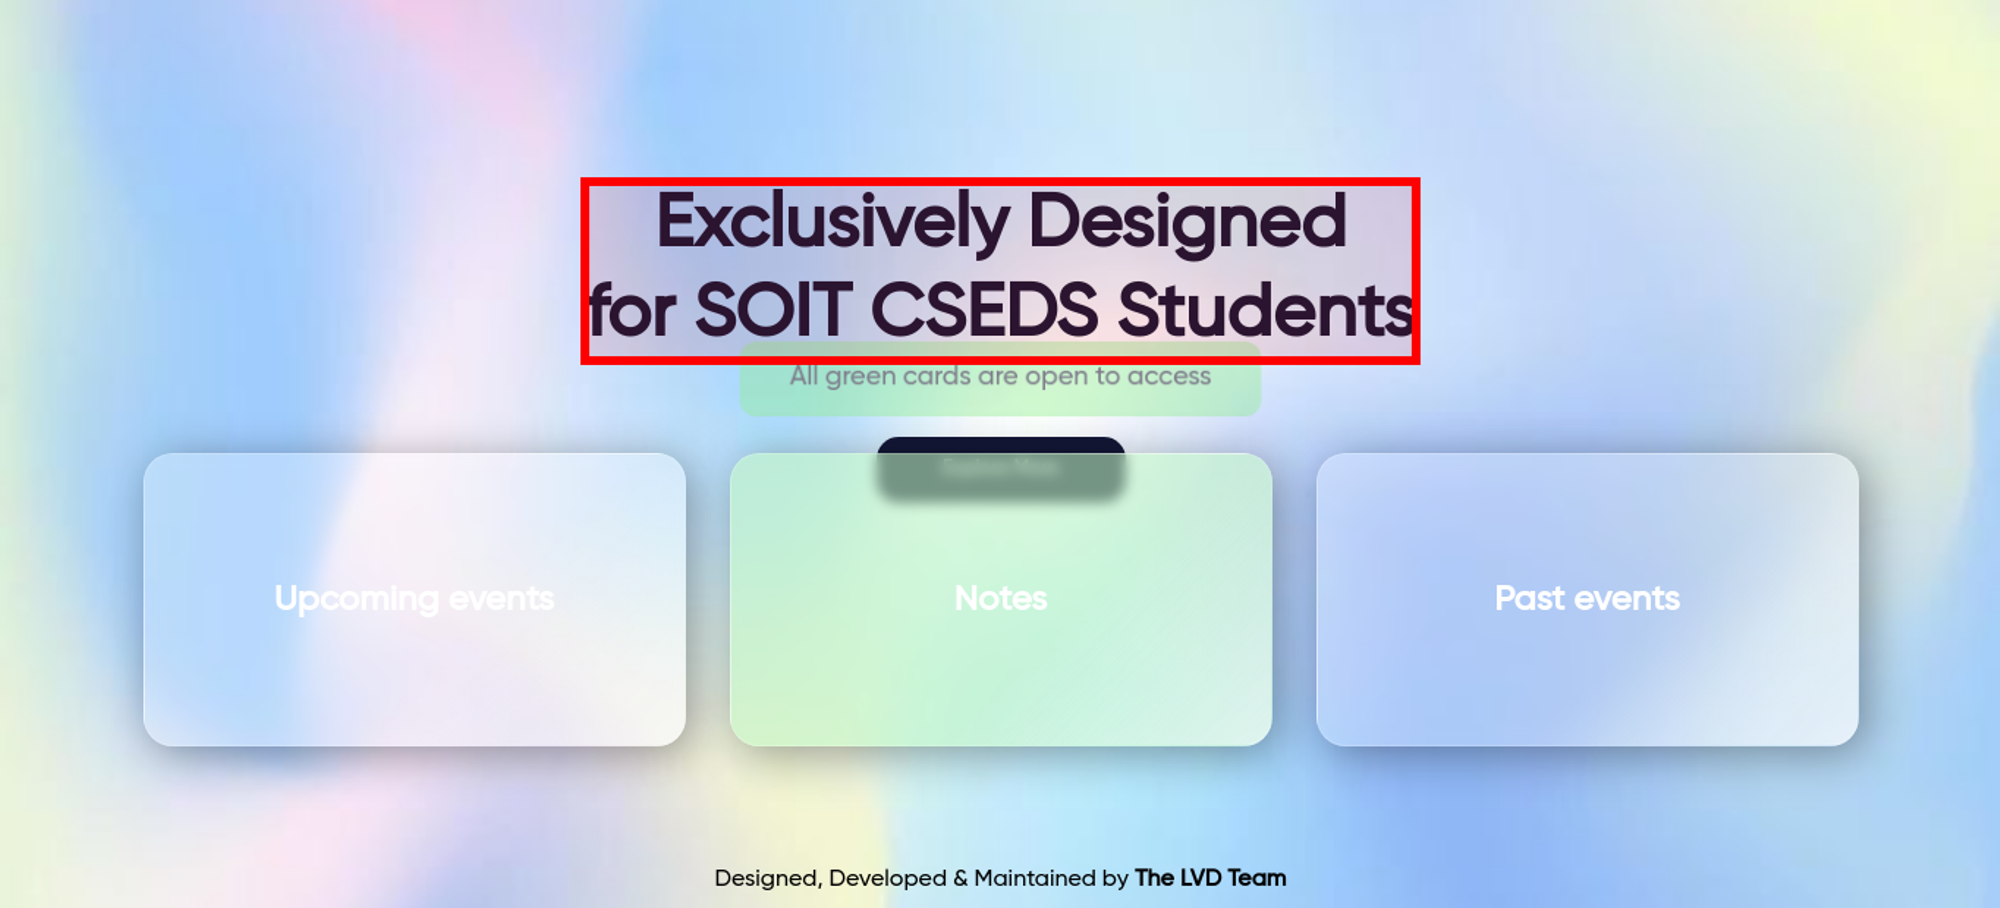 Exclusively Designed
for SOIT CSEDS Students
All green cards are open to access
Upcoming events
Notes
Past events
Designed, Developed & Maintained by The LVD Team